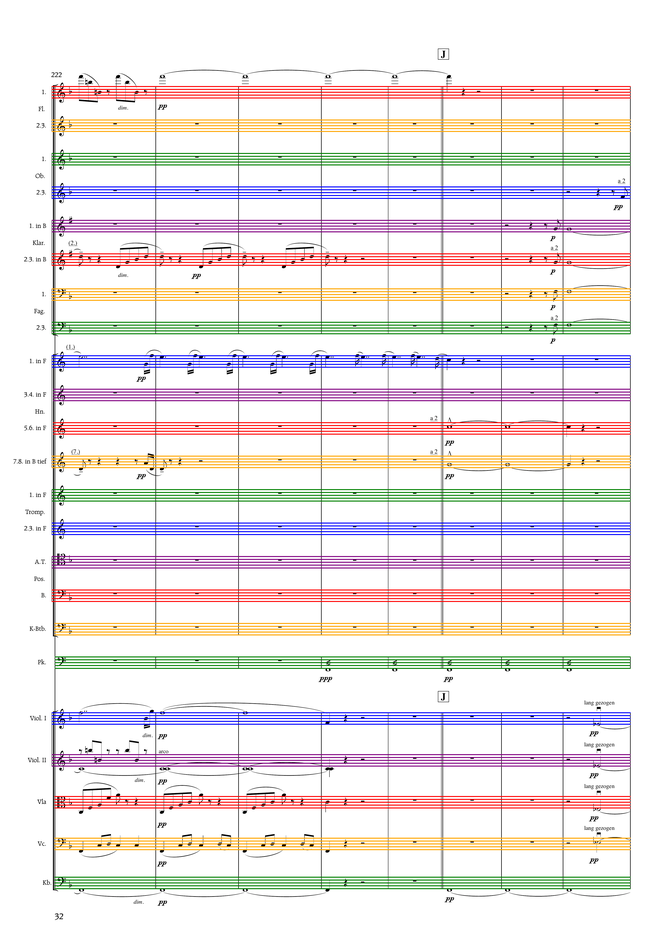 J
222
1.
dim.
pp
Fl.
2.3.
1.
Ob.
a 2
2.3.
pp
1. in B
p
Klar.
(2.)
a 2
2.3. in B
dim.
pp
p
1.
Fag.
a 2
2.3.
p
(1.)
1. in F
pp
3.4. in F
Hn.
a 2
5.6. in F
pp
(7.)
a 2
7.8. in B tief
pp
pp
1. in F
Tromp.
2.3. in F
A.T.
Pos.
B.
K-Btb.
Pk.
ppp
pp
J
lang gezogen
Viol. I
dim.
pp
pp
arco
lang gezogen
Viol. II
dim.
pp
pp
lang gezogen
Vla
pp
pp
lang gezogen
Vc.
pp
pp
Kb.
dim.
pp
pp
32